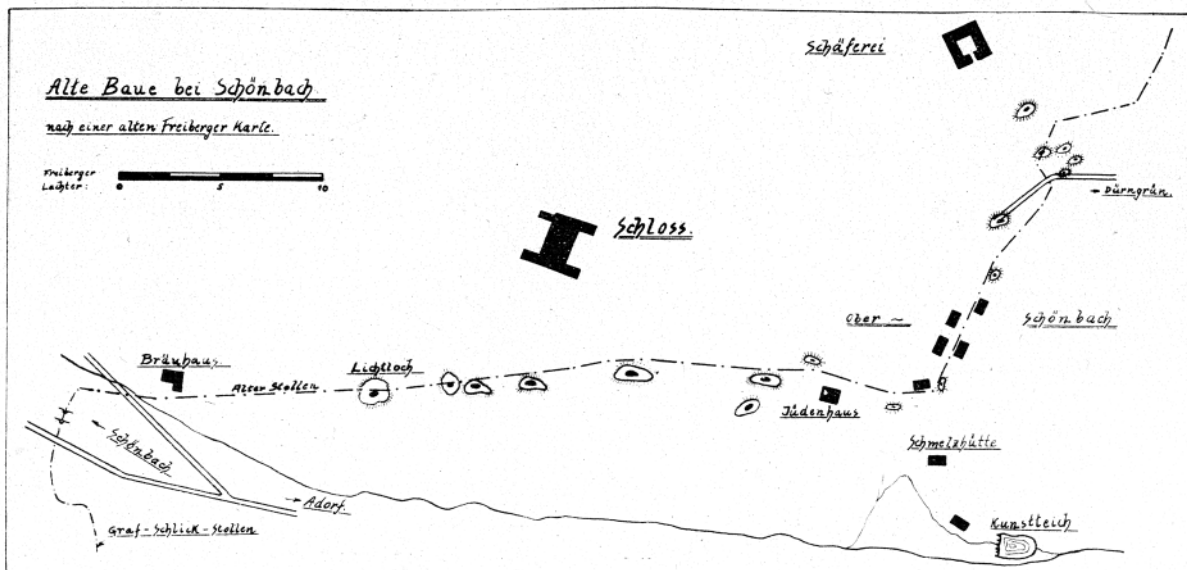 Schäferei
Alte Baue bei Schönbach
nach einer alten Freiberger Karte.
Freiberger
Lachter:
0 5 10
Dürngrün.
Schloss.
Ober ~
Schönbach
Bräuhaus.
Lichtloch
Alter Stollen
Jüdenhaus
Schmelzhütte
Schönbach
Adorf.
Kunstteich
Graf-Schlick-Stollen